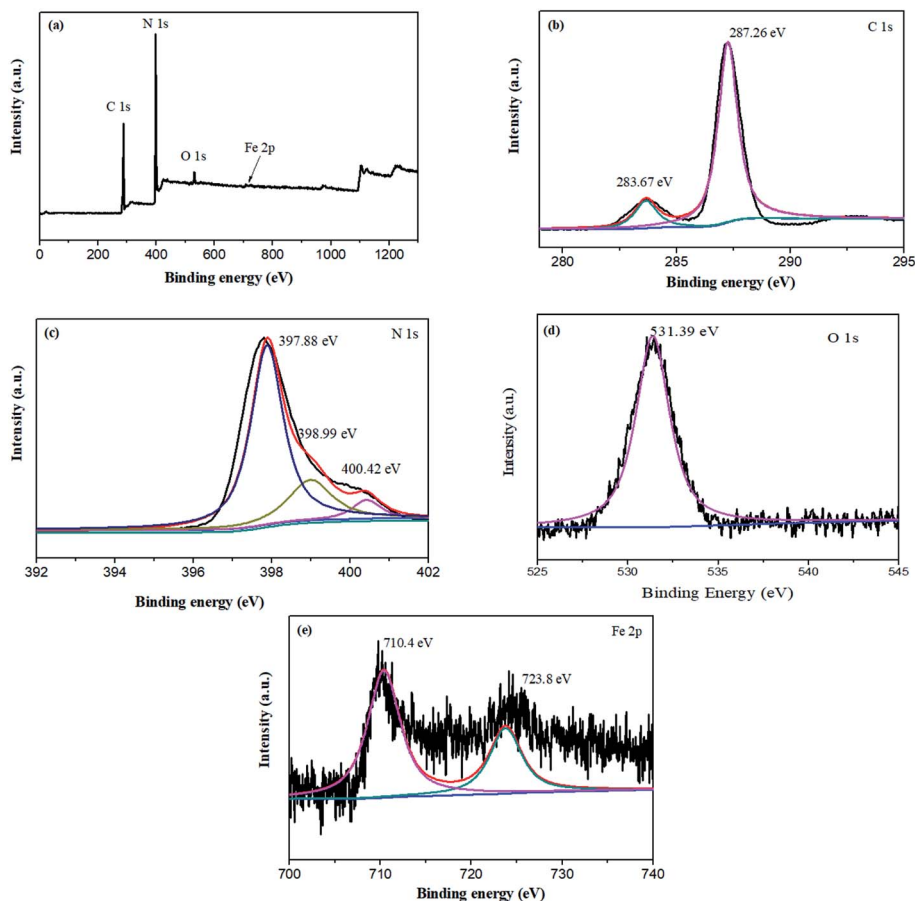 (a)
N 1s
C 1s
O 1s
Fe 2p
Intensity (a.u.)
0 200 400 600 800 1000 1200
Binding energy (eV)
(b)
287.26 eV
C 1s
283.67 eV
Intensity (a.u.)
280 285 290 295
Binding energy (eV)
(c)
N 1s
397.88 eV
398.99 eV
400.42 eV
Intensity (a.u.)
392 394 396 398 400 402
Binding energy (eV)
(d)
531.39 eV
O 1s
Intensity (a.u.)
525 530 535 540 545
Binding Energy (eV)
(e)
Fe 2p
710.4 eV
723.8 eV
Intensity (a.u.)
700 710 720 730 740
Binding energy (eV)